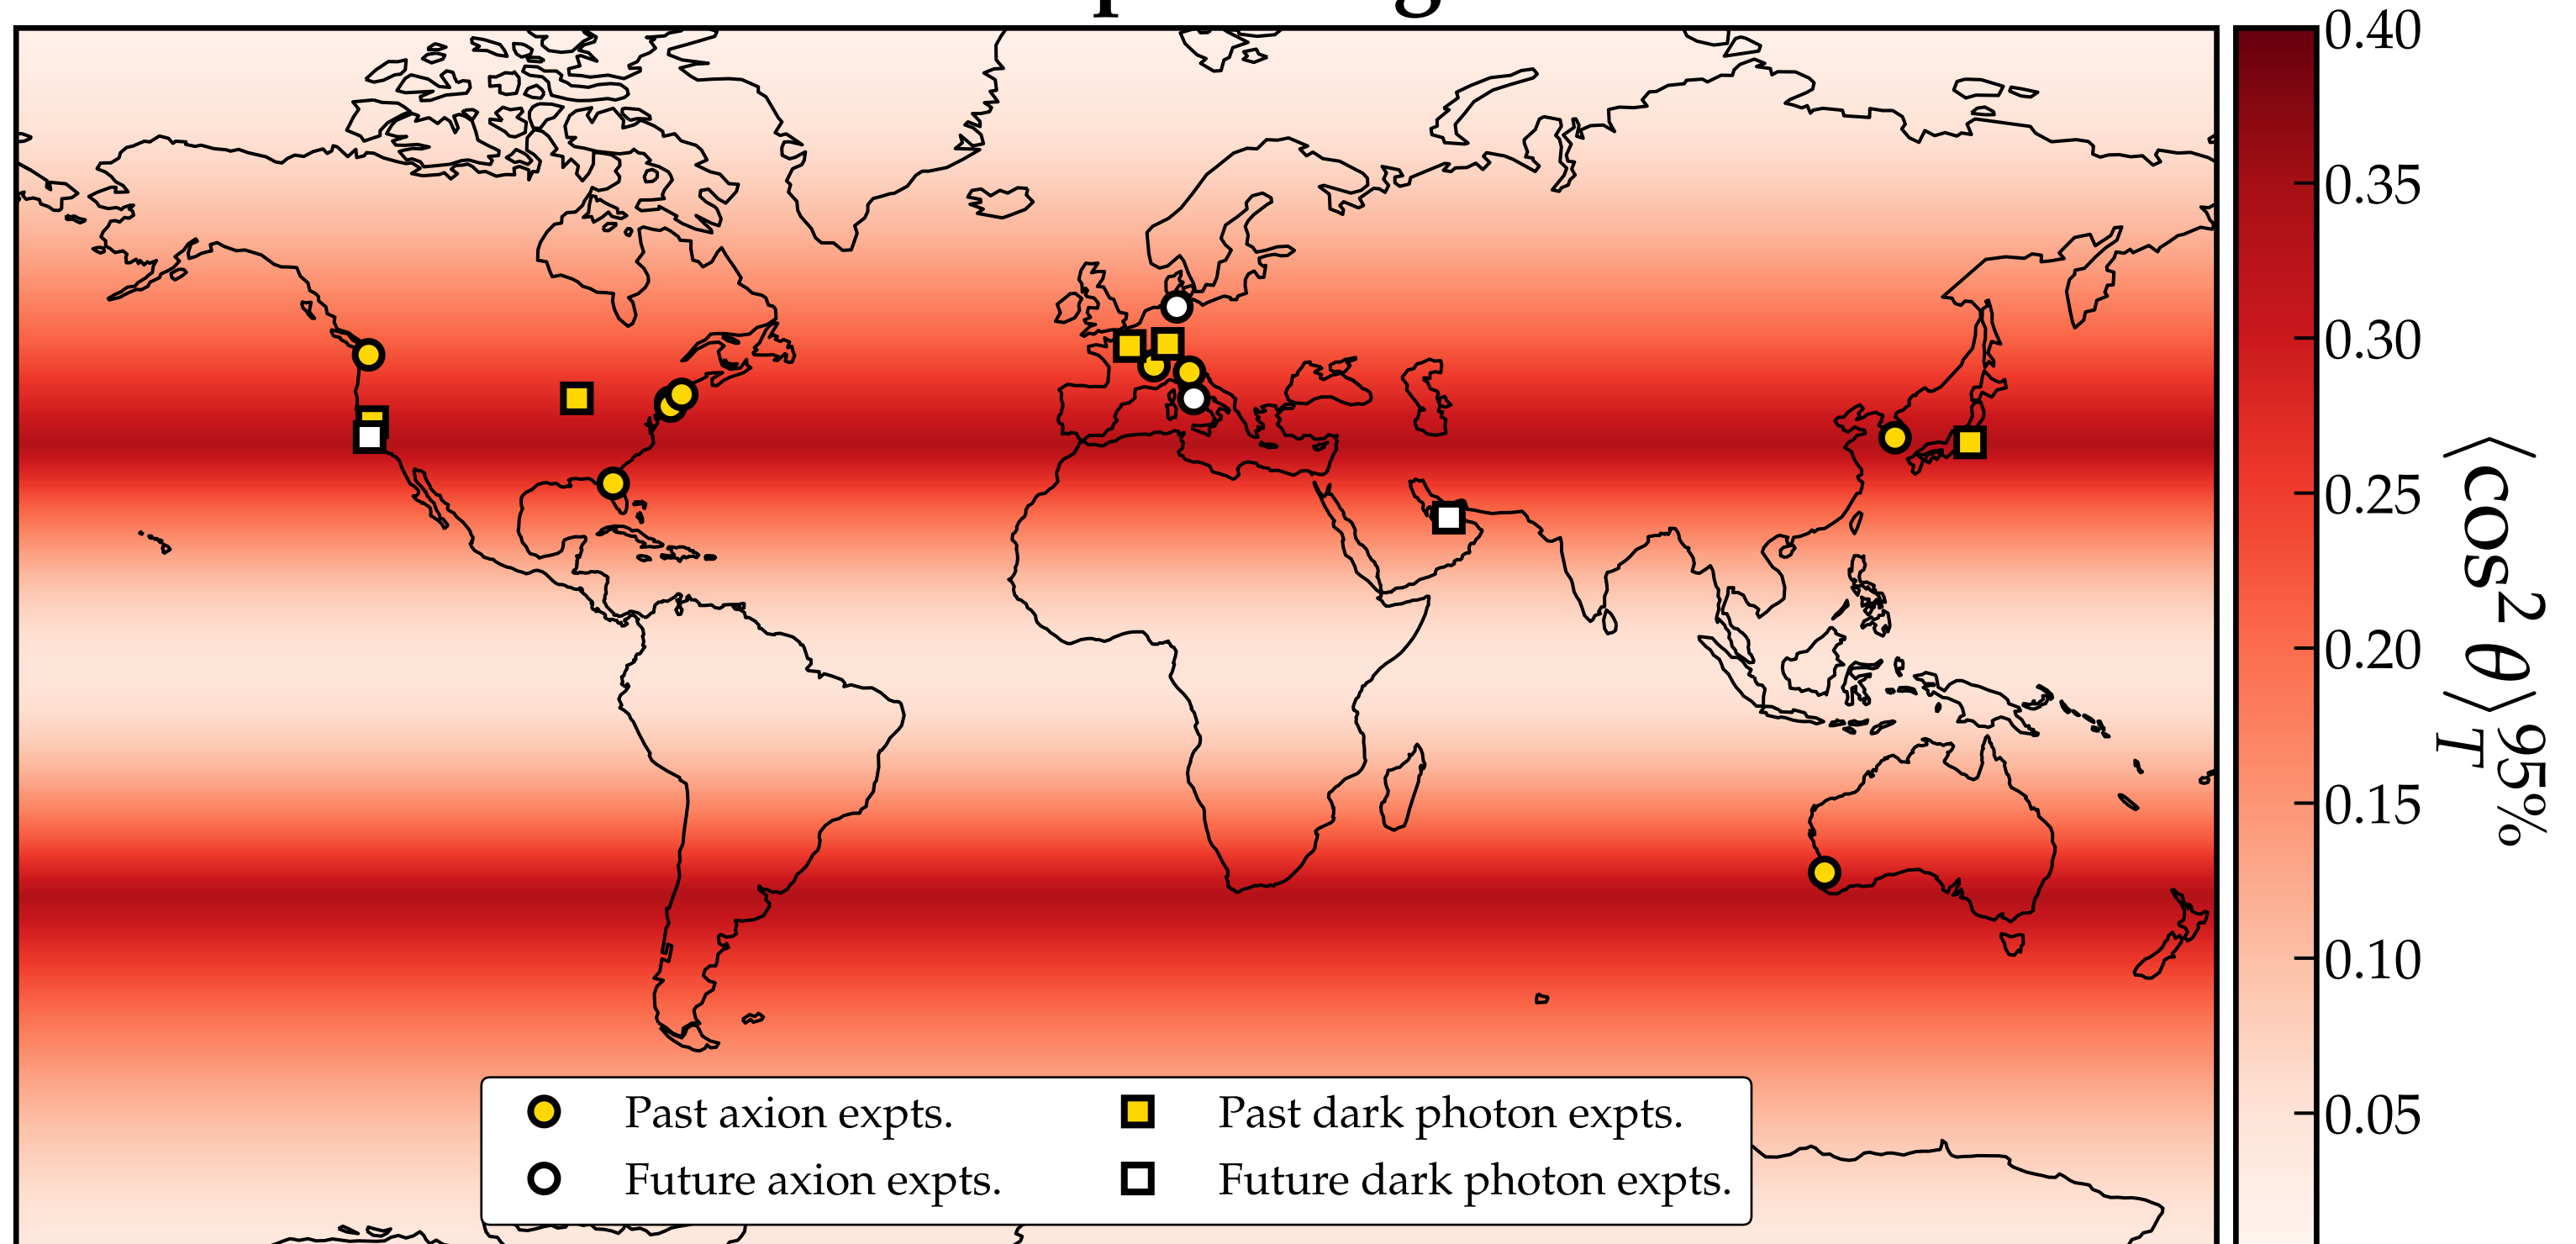 0.40
0.35
0.30
0.25
0.20
0.15
0.10
0.05
⟨cos² θ⟩_T^95%
Past axion expts.
Past dark photon expts.
Future axion expts.
Future dark photon expts.